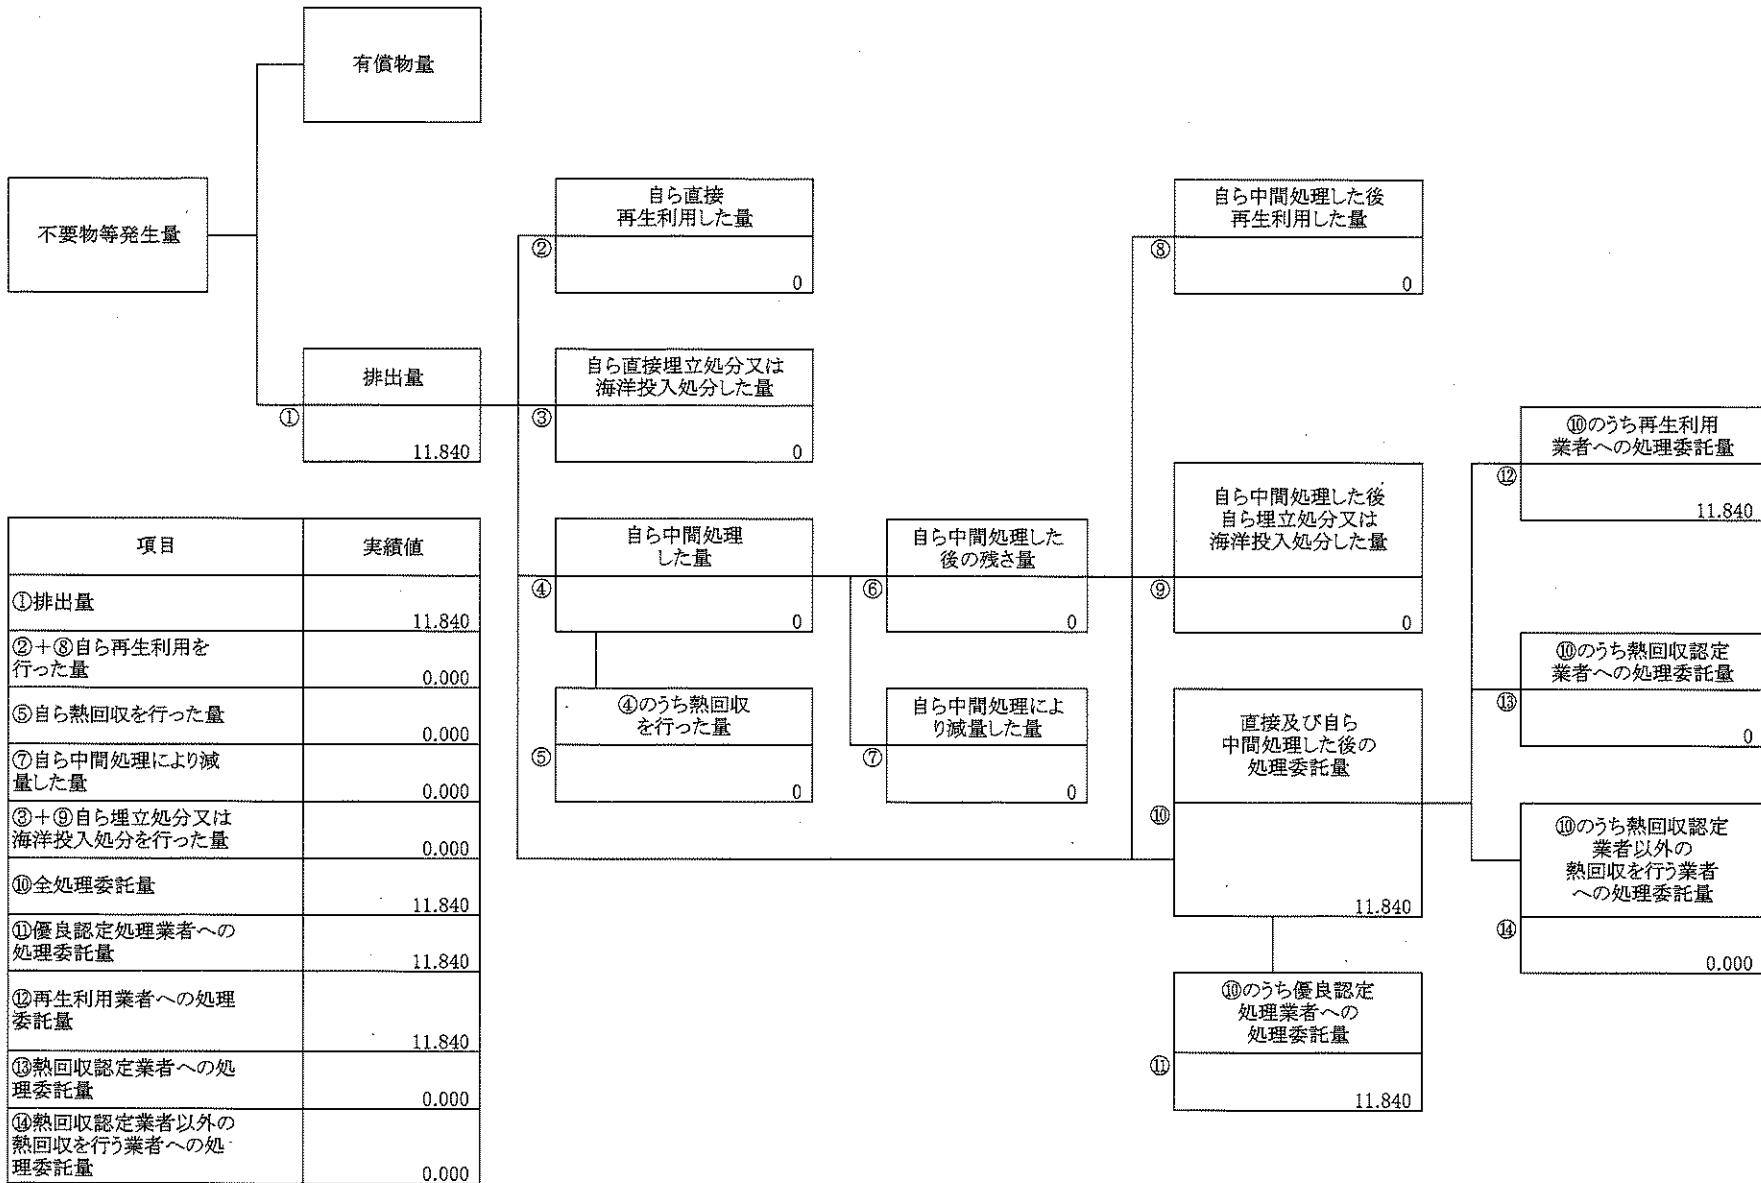 有償物量
不要物等発生量
自ら直接
再生利用した量
②
0
自ら中間処理した後
再生利用した量
⑧
0
排出量
①
11.840
自ら直接埋立処分又は
海洋投入処分した量
③
0
⑩のうち再生利用
業者への処理委託量
⑫
11.840
自ら中間処理
した量
④
0
自ら中間処理した
後の残さ量
⑥
0
自ら中間処理した後
自ら埋立処分又は
海洋投入処分した量
⑨
0
⑩のうち熱回収認定
業者への処理委託量
⑬
0
④のうち熱回収
を行った量
⑤
0
自ら中間処理によ
り減量した量
⑦
0
直接及び自ら
中間処理した後の
処理委託量
⑩
11.840
⑩のうち熱回収認定
業者以外の
熱回収を行う業者
への処理委託量
⑭
0.000
⑩のうち優良認定
処理業者への
処理委託量
⑪
11.840
項目 実績値
①排出量
11.840
②+⑧自ら再生利用を
行った量
0.000
⑤自ら熱回収を行った量
0.000
⑦自ら中間処理により減
量した量
0.000
③+⑨自ら埋立処分又は
海洋投入処分を行った量
0.000
⑩全処理委託量
11.840
⑪優良認定処理業者への
処理委託量
11.840
⑫再生利用業者への処理
委託量
11.840
⑬熱回収認定業者への処
理委託量
0.000
⑭熱回収認定業者以外の
熱回収を行う業者への処
理委託量
0.000